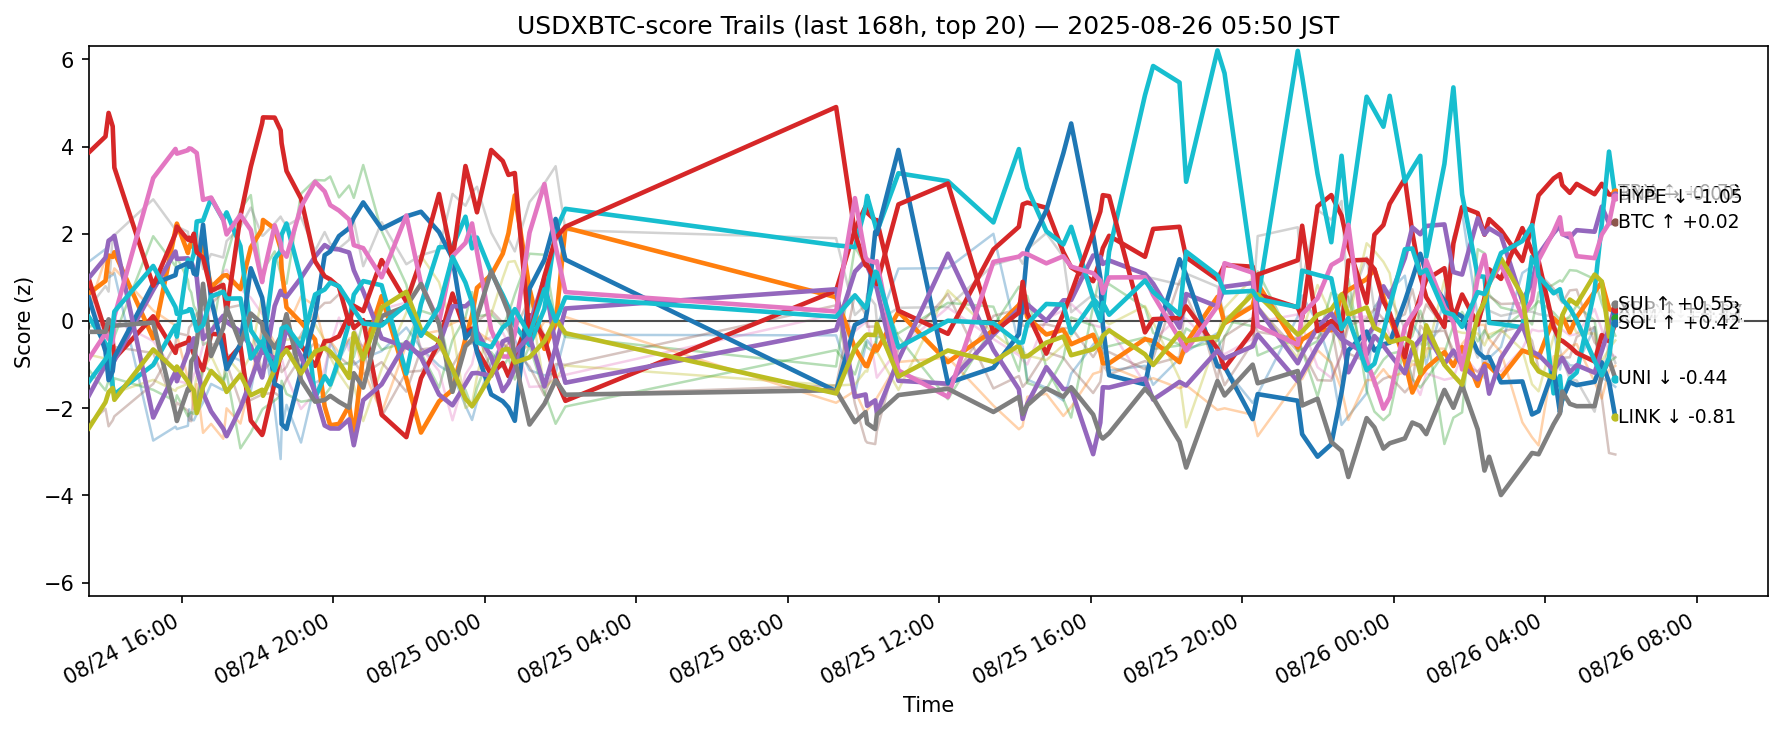 USDXBTC-score Trails (last 168h, top 20) — 2025-08-26 05:50 JST
Score (z)
6
4
2
0
−2
−4
−6
HYPE ↓ -1.05
BTC ↑ +0.02
SUI ↑ +0.55
SOL ↑ +0.42
UNI ↓ -0.44
LINK ↓ -0.81
08/24 16:00
08/24 20:00
08/25 00:00
08/25 04:00
08/25 08:00
08/25 12:00
08/25 16:00
08/25 20:00
08/26 00:00
08/26 04:00
08/26 08:00
Time